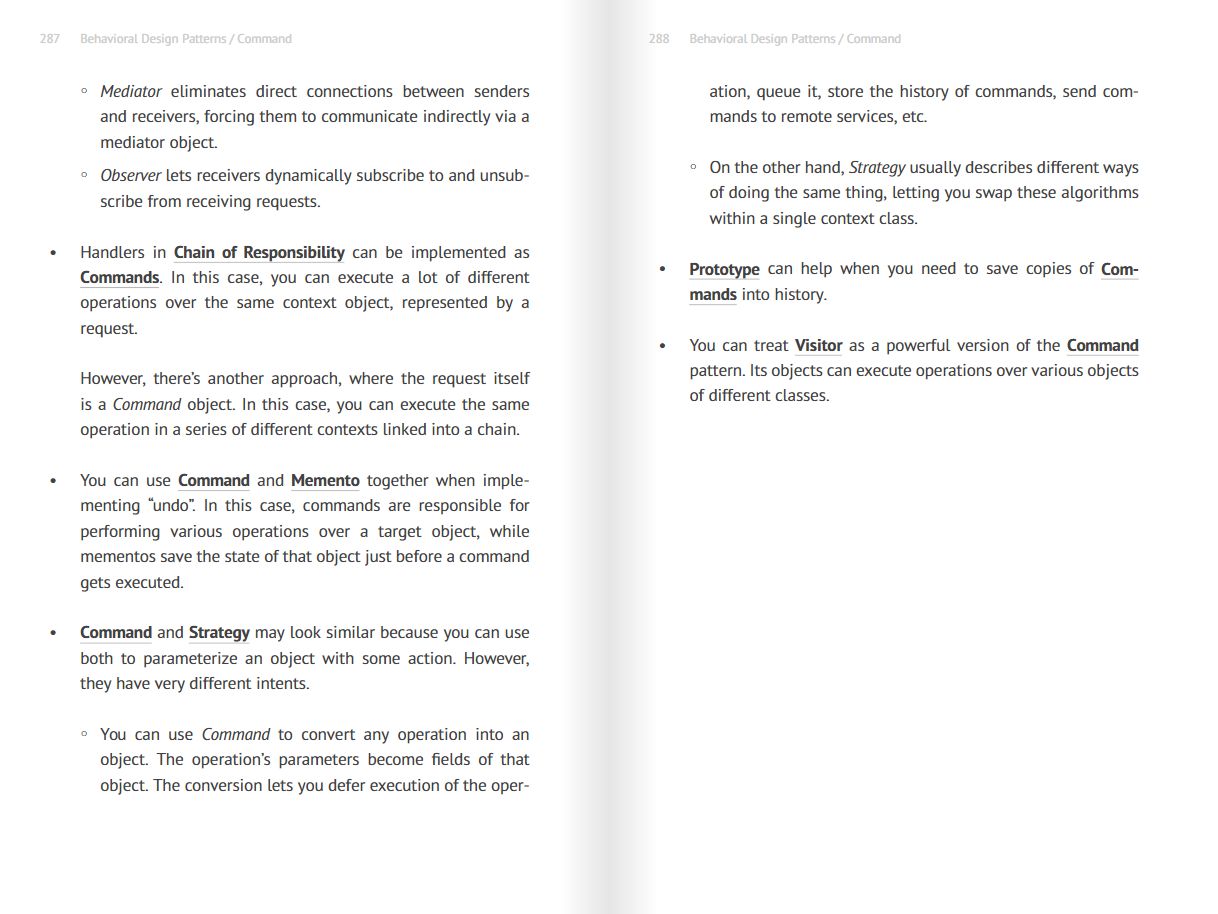 287 Behavioral Design Patterns / Command
◦ Mediator eliminates direct connections between senders
and receivers, forcing them to communicate indirectly via a
mediator object.
◦ Observer lets receivers dynamically subscribe to and unsub-
scribe from receiving requests.
• Handlers in Chain of Responsibility can be implemented as
Commands. In this case, you can execute a lot of different
operations over the same context object, represented by a
request.
However, there’s another approach, where the request itself
is a Command object. In this case, you can execute the same
operation in a series of different contexts linked into a chain.
• You can use Command and Memento together when imple-
menting “undo”. In this case, commands are responsible for
performing various operations over a target object, while
mementos save the state of that object just before a command
gets executed.
• Command and Strategy may look similar because you can use
both to parameterize an object with some action. However,
they have very different intents.
◦ You can use Command to convert any operation into an
object. The operation’s parameters become fields of that
object. The conversion lets you defer execution of the oper-
288 Behavioral Design Patterns / Command
ation, queue it, store the history of commands, send com-
mands to remote services, etc.
◦ On the other hand, Strategy usually describes different ways
of doing the same thing, letting you swap these algorithms
within a single context class.
• Prototype can help when you need to save copies of Com-
mands into history.
• You can treat Visitor as a powerful version of the Command
pattern. Its objects can execute operations over various objects
of different classes.